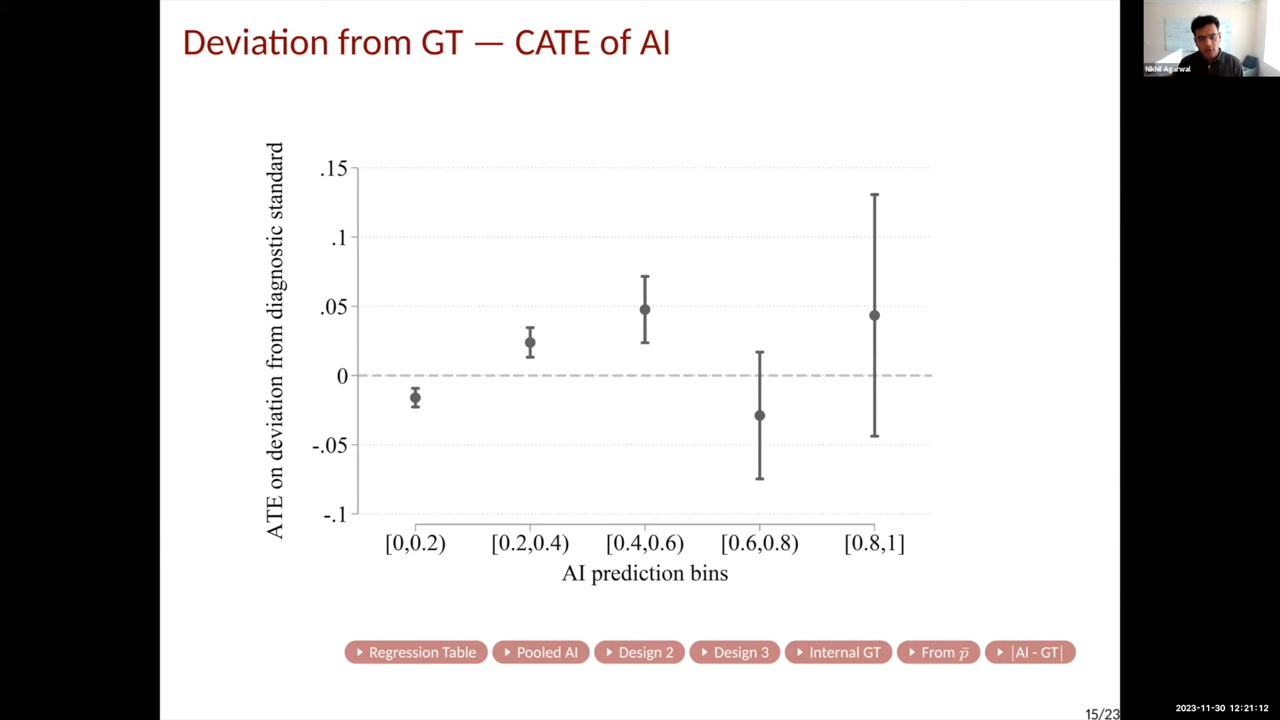 Deviation from GT — CATE of AI
Nikhil Agarwal
ATE on deviation from diagnostic standard
.15
.1
.05
0
-.05
-.1
[0,0.2) [0.2,0.4) [0.4,0.6) [0.6,0.8) [0.8,1]
AI prediction bins
Regression Table Pooled AI Design 2 Design 3 Internal GT From p̄ |AI - GT|
15/23
2023-11-30 12:21:12